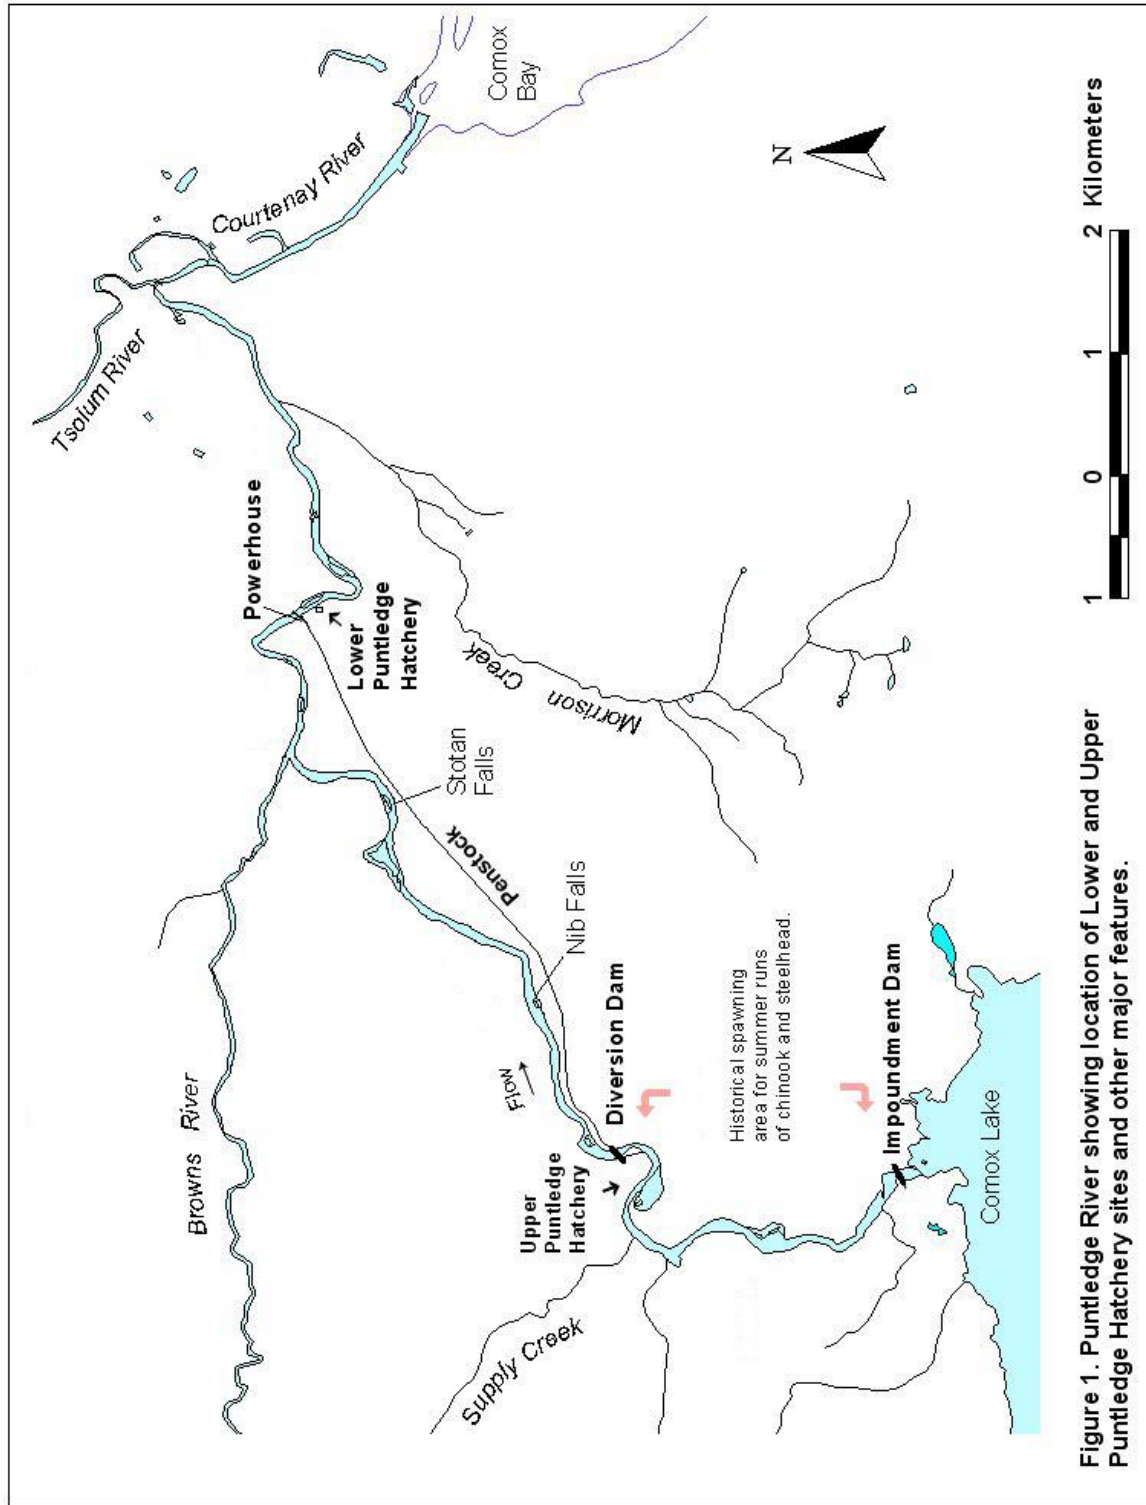 Tsolum River
Courtenay River
Comox
Bay
N
Powerhouse
Lower
Puntledge
Hatchery
Browns River
Stotan
Falls
Morrison Creek
Penstock
Nib Falls
Flow
Diversion Dam
Upper
Puntledge
Hatchery
Supply Creek
Historical spawning
area for summer runs
of chinook and steelhead.
Impoundment Dam
Comox Lake
1 0 1 2 Kilometers
Figure 1. Puntledge River showing location of Lower and Upper
Puntledge Hatchery sites and other major features.